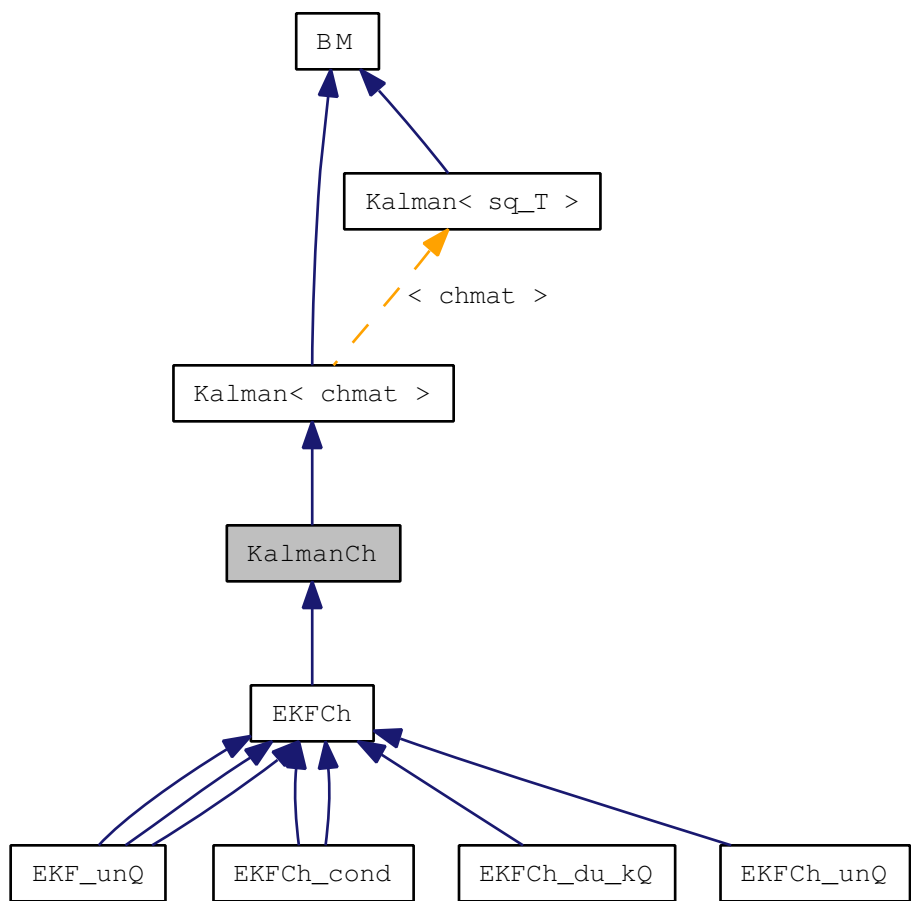 BM
Kalman< sq_T >
< chmat >
Kalman< chmat >
KalmanCh
EKFCh
EKF_unQ
EKFCh_cond
EKFCh_du_kQ
EKFCh_unQ